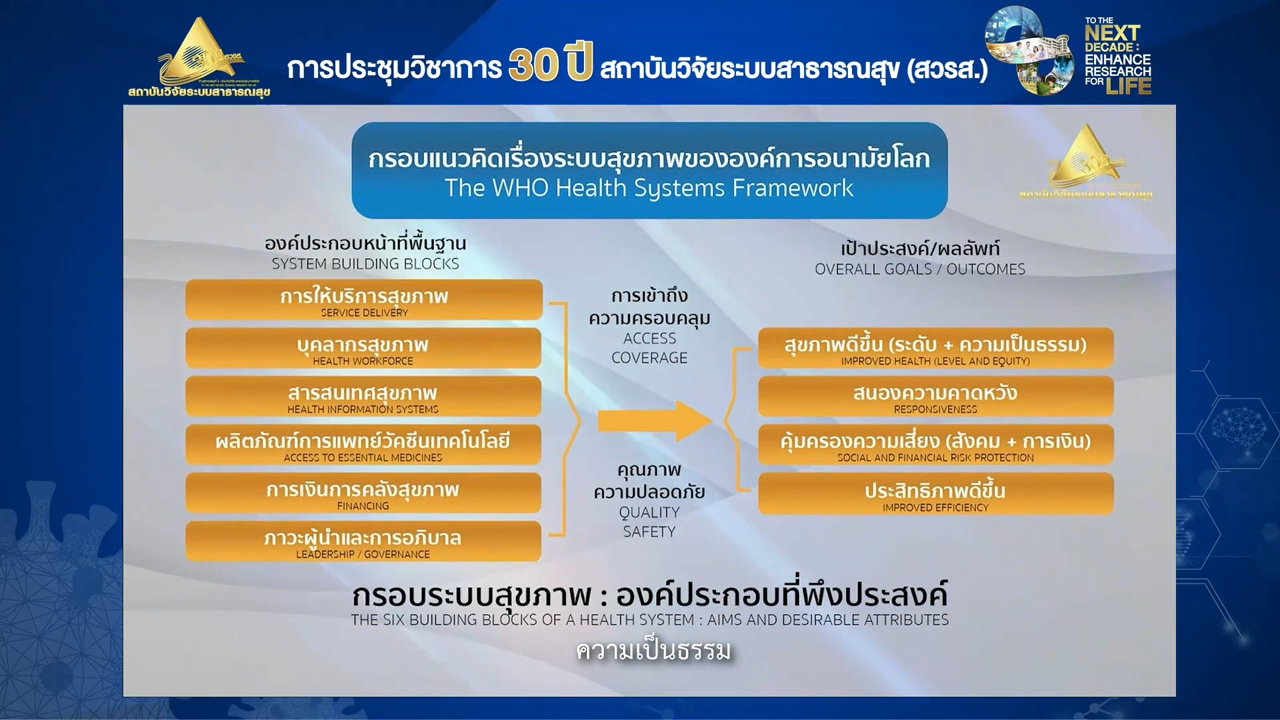 สถาบันวิจัยระบบสาธารณสุข
การประชุมวิชาการ 30 ปี สถาบันวิจัยระบบสาธารณสุข (สวรส.)
TO THE
NEXT
DECADE :
ENHANCE
RESEARCH
FOR LIFE
กรอบแนวคิดเรื่องระบบสุขภาพขององค์การอนามัยโลก
The WHO Health Systems Framework
สถาบันวิจัยระบบสาธารณสุข
องค์ประกอบหน้าที่พื้นฐาน
SYSTEM BUILDING BLOCKS
การให้บริการสุขภาพ
SERVICE DELIVERY
บุคลากรสุขภาพ
HEALTH WORKFORCE
สารสนเทศสุขภาพ
HEALTH INFORMATION SYSTEMS
ผลิตภัณฑ์การแพทย์วัคซีนเทคโนโลยี
ACCESS TO ESSENTIAL MEDICINES
การเงินการคลังสุขภาพ
FINANCING
ภาวะผู้นำและการอภิบาล
LEADERSHIP / GOVERNANCE
การเข้าถึง
ความครอบคลุม
ACCESS
COVERAGE
คุณภาพ
ความปลอดภัย
QUALITY
SAFETY
เป้าประสงค์/ผลลัพท์
OVERALL GOALS / OUTCOMES
สุขภาพดีขึ้น (ระดับ + ความเป็นธรรม)
IMPROVED HEALTH (LEVEL AND EQUITY)
สนองความคาดหวัง
RESPONSIVENESS
คุ้มครองความเสี่ยง (สังคม + การเงิน)
SOCIAL AND FINANCIAL RISK PROTECTION
ประสิทธิภาพดีขึ้น
IMPROVED EFFICIENCY
กรอบระบบสุขภาพ : องค์ประกอบที่พึงประสงค์
THE SIX BUILDING BLOCKS OF A HEALTH SYSTEM : AIMS AND DESIRABLE ATTRIBUTES
ความเป็นธรรม